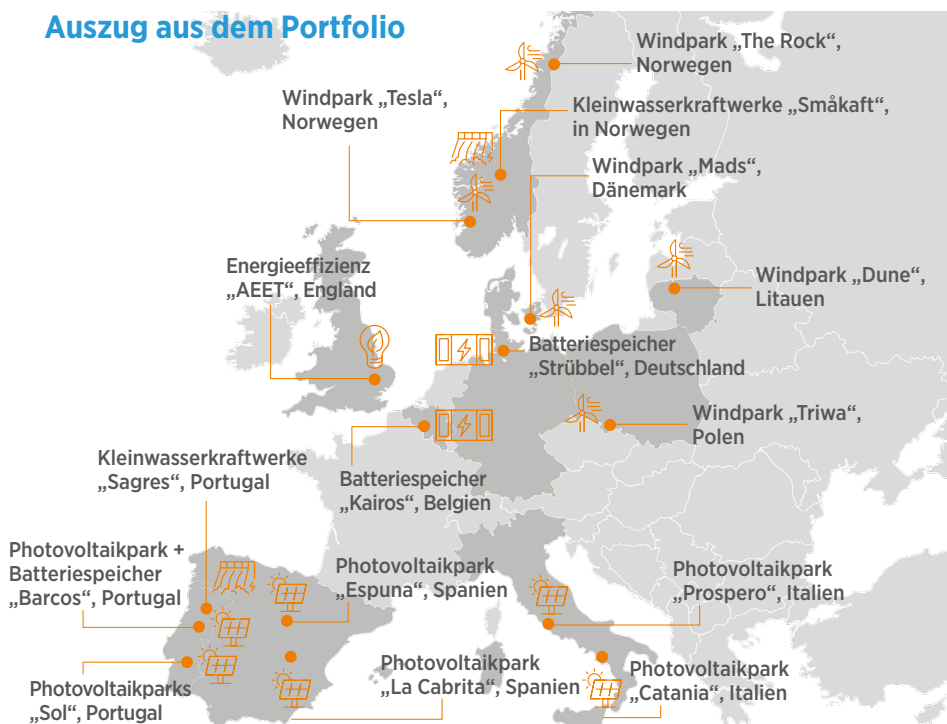 Auszug aus dem Portfolio
Windpark „The Rock“,
Norwegen
Windpark „Tesla“,
Norwegen
Kleinwasserkraftwerke „Småkaft“,
in Norwegen
Windpark „Mads“,
Dänemark
Energieeffizienz
„AEET“, England
Windpark „Dune“,
Litauen
Batteriespeicher
„Strübbel“, Deutschland
Windpark „Triwa“,
Polen
Kleinwasserkraftwerke
„Sagres“, Portugal
Batteriespeicher
„Kairos“, Belgien
Photovoltaikpark +
Batteriespeicher
„Barcos“, Portugal
Photovoltaikpark
„Espuna“, Spanien
Photovoltaikpark
„Prospero“, Italien
Photovoltaikparks
„Sol“, Portugal
Photovoltaikpark
„La Cabrita“, Spanien
Photovoltaikpark
„Catania“, Italien